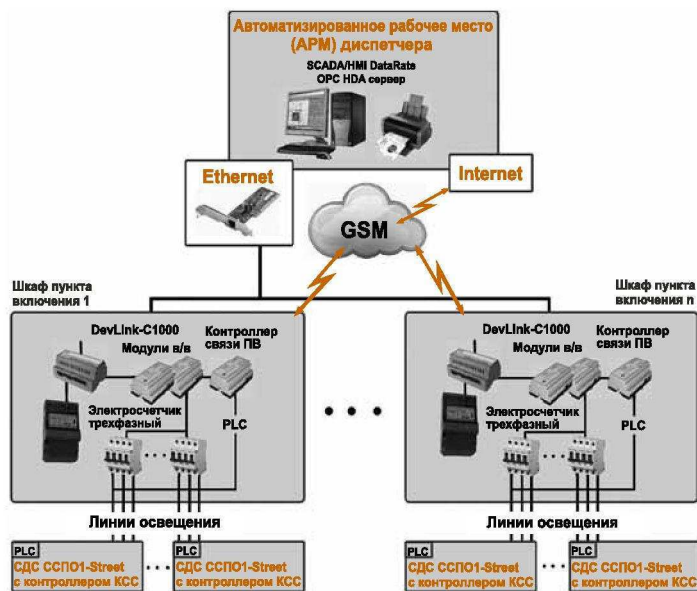 Автоматизированное рабочее место
(АРМ) диспетчера
SCADA/HMI DataRats
OPC HDA сервер
Ethernet
Internet
GSM
Шкаф пункта
включения 1
Шкаф пункта
включения n
DevLink-C1000
Модули в/в
Контроллер
связи ПВ
Электросчетчик
трехфазный
PLC
DevLink-C1000
Модули в/в
Контроллер
связи ПВ
Электросчетчик
трехфазный
PLC
Линии освещения
Линии освещения
PLC
СДС ССПО1-Street
с контроллером КСС
PLC
СДС ССПО1-Street
с контроллером КСС
PLC
СДС ССПО1-Street
с контроллером КСС
PLC
СДС ССПО1-Street
с контроллером КСС